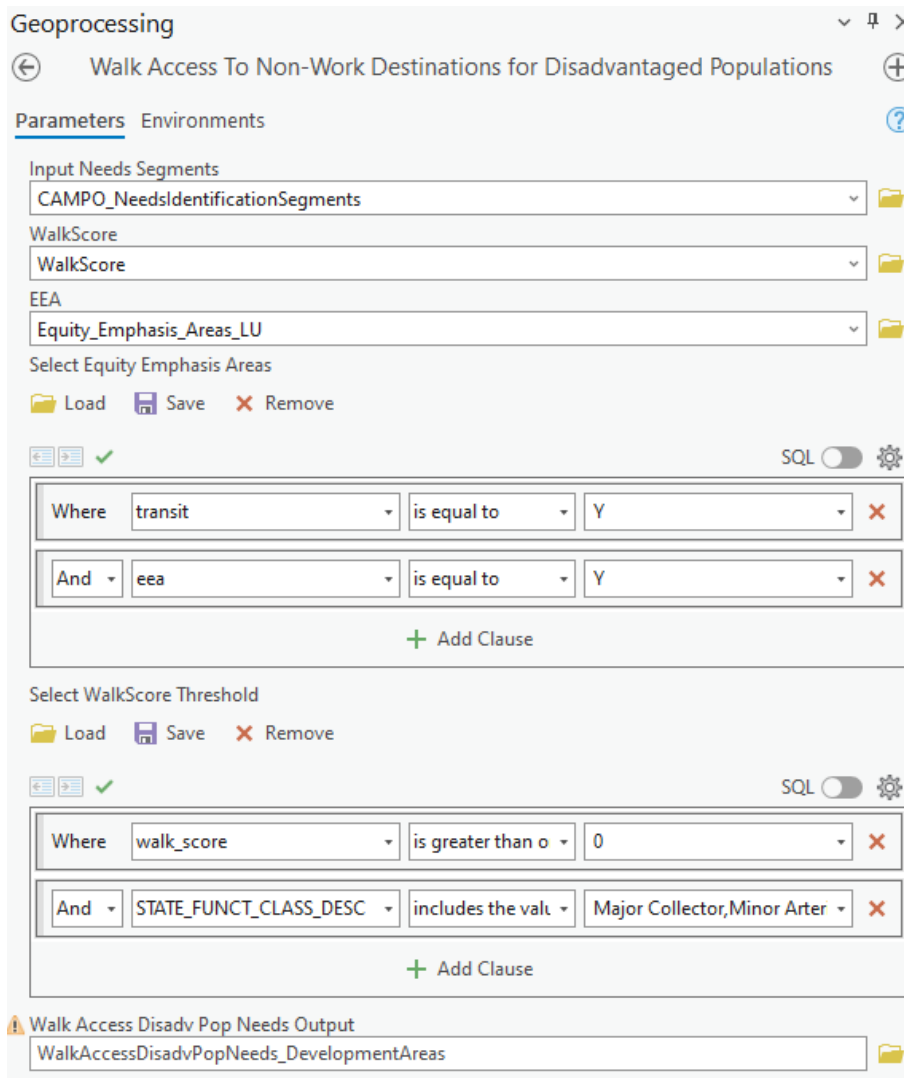 Geoprocessing
Walk Access To Non-Work Destinations for Disadvantaged Populations
Parameters Environments
Input Needs Segments
CAMPO_NeedsIdentificationSegments
WalkScore
WalkScore
EEA
Equity_Emphasis_Areas_LU
Select Equity Emphasis Areas
Load Save Remove
SQL
Where transit is equal to Y
And eea is equal to Y
Add Clause
Select WalkScore Threshold
Load Save Remove
SQL
Where walk_score is greater than o 0
And STATE_FUNCT_CLASS_DESC includes the valu Major Collector,Minor Arter
Add Clause
Walk Access Disadv Pop Needs Output
WalkAccessDisadvPopNeeds_DevelopmentAreas